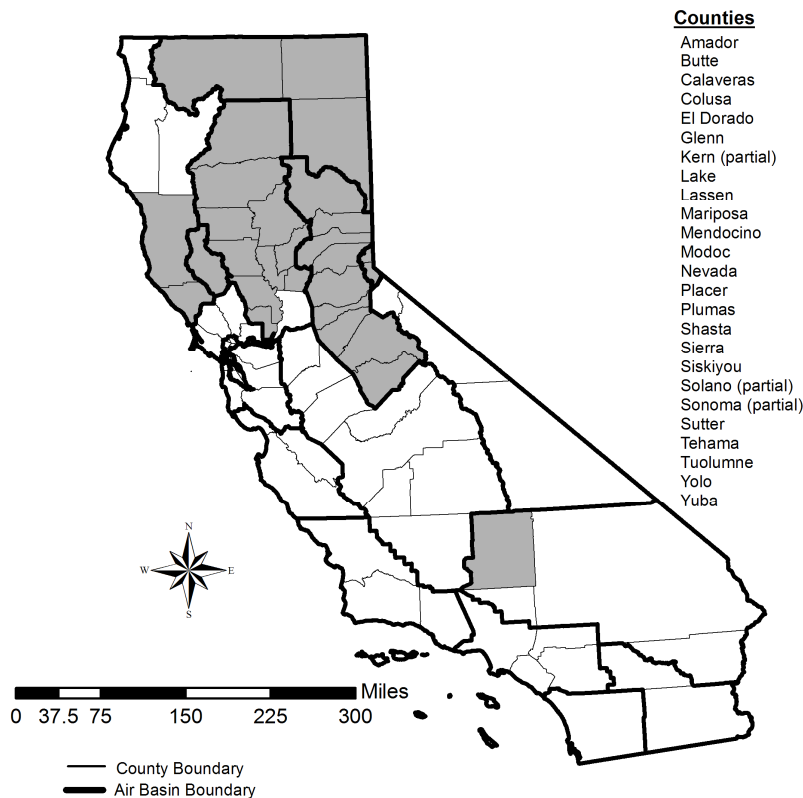 Counties
Amador
Butte
Calaveras
Colusa
El Dorado
Glenn
Kern (partial)
Lake
Lassen
Mariposa
Mendocino
Modoc
Nevada
Placer
Plumas
Shasta
Sierra
Siskiyou
Solano (partial)
Sonoma (partial)
Sutter
Tehama
Tuolumne
Yolo
Yuba
N
W E
S
Miles
0 37.5 75 150 225 300
County Boundary
Air Basin Boundary